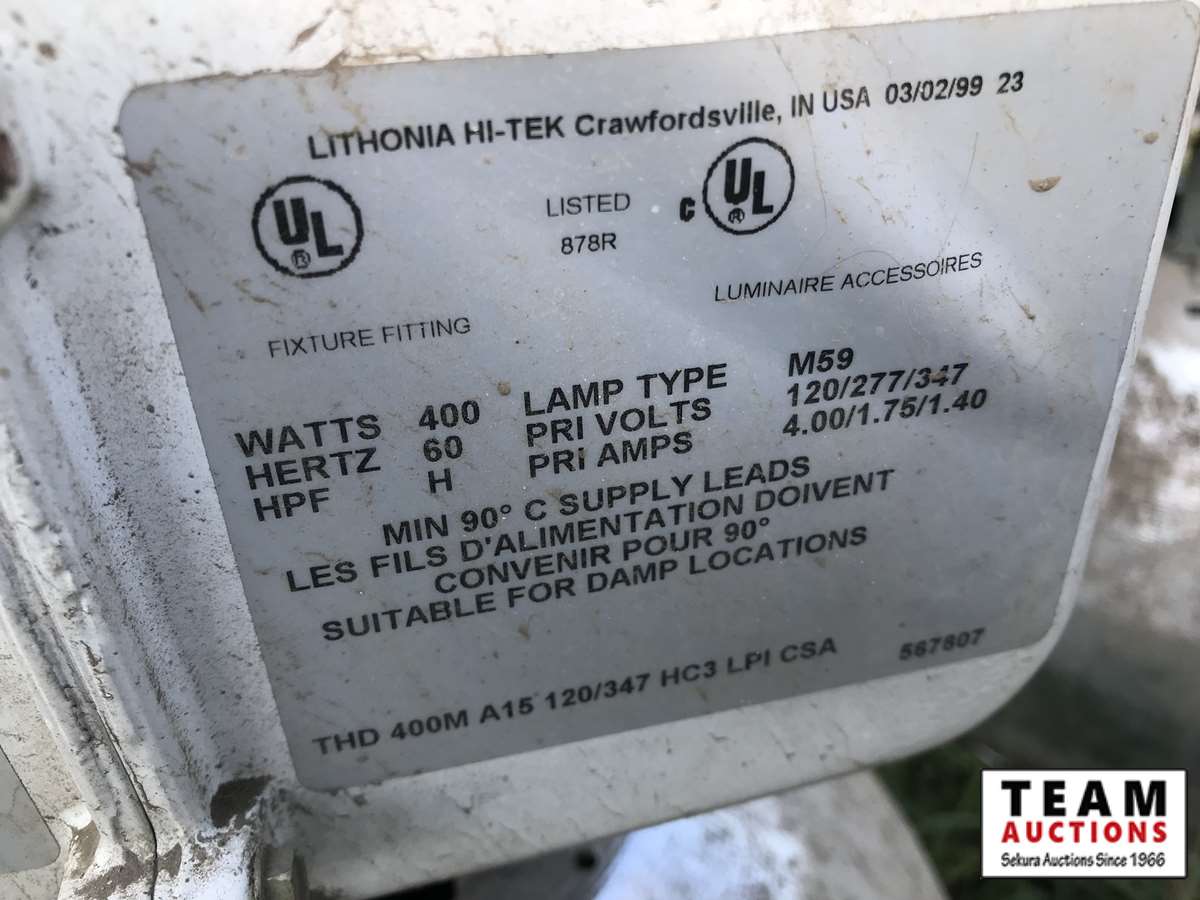 LITHONIA HI-TEK Crawfordsville, IN USA 03/02/99 23
UL ® LISTED C UL ®
878R
FIXTURE FITTING LUMINAIRE ACCESSOIRES
WATTS 400 LAMP TYPE M59
HERTZ 60 PRI VOLTS 120/277/347
HPF H PRI AMPS 4.00/1.75/1.40
MIN 90° C SUPPLY LEADS
LES FILS D'ALIMENTATION DOIVENT
CONVENIR POUR 90°
SUITABLE FOR DAMP LOCATIONS
THD 400M A15 120/347 HC3 LPI CSA 567807
TEAM
AUCTIONS
Sekura Auctions Since 1966